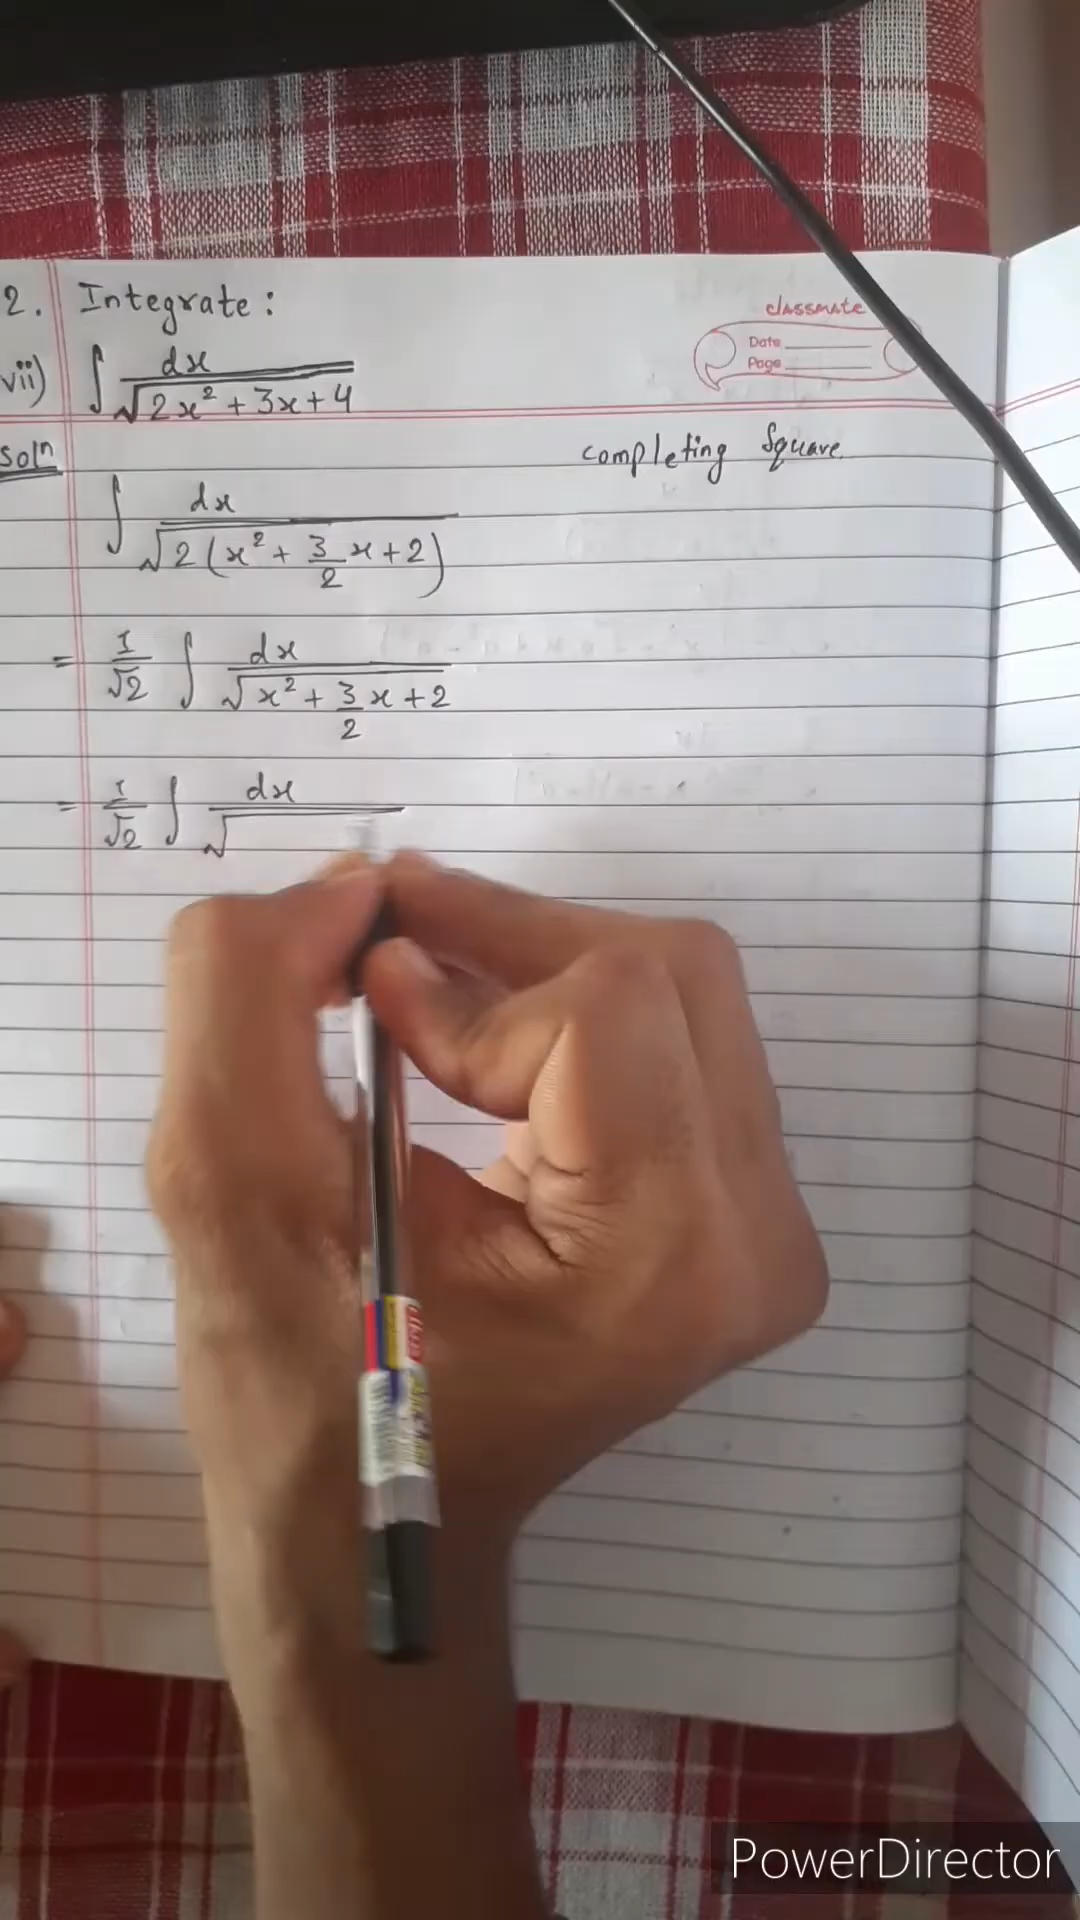 2. Integrate:
classmate
Date
Page
vii) ∫ dx / √(2x² + 3x + 4)
Soln
completing Square.
∫ dx / √(2(x² + 3/2 x + 2))
= 1/√2 ∫ dx / √(x² + 3/2 x + 2)
= 1/√2 ∫ dx / √
PowerDirector